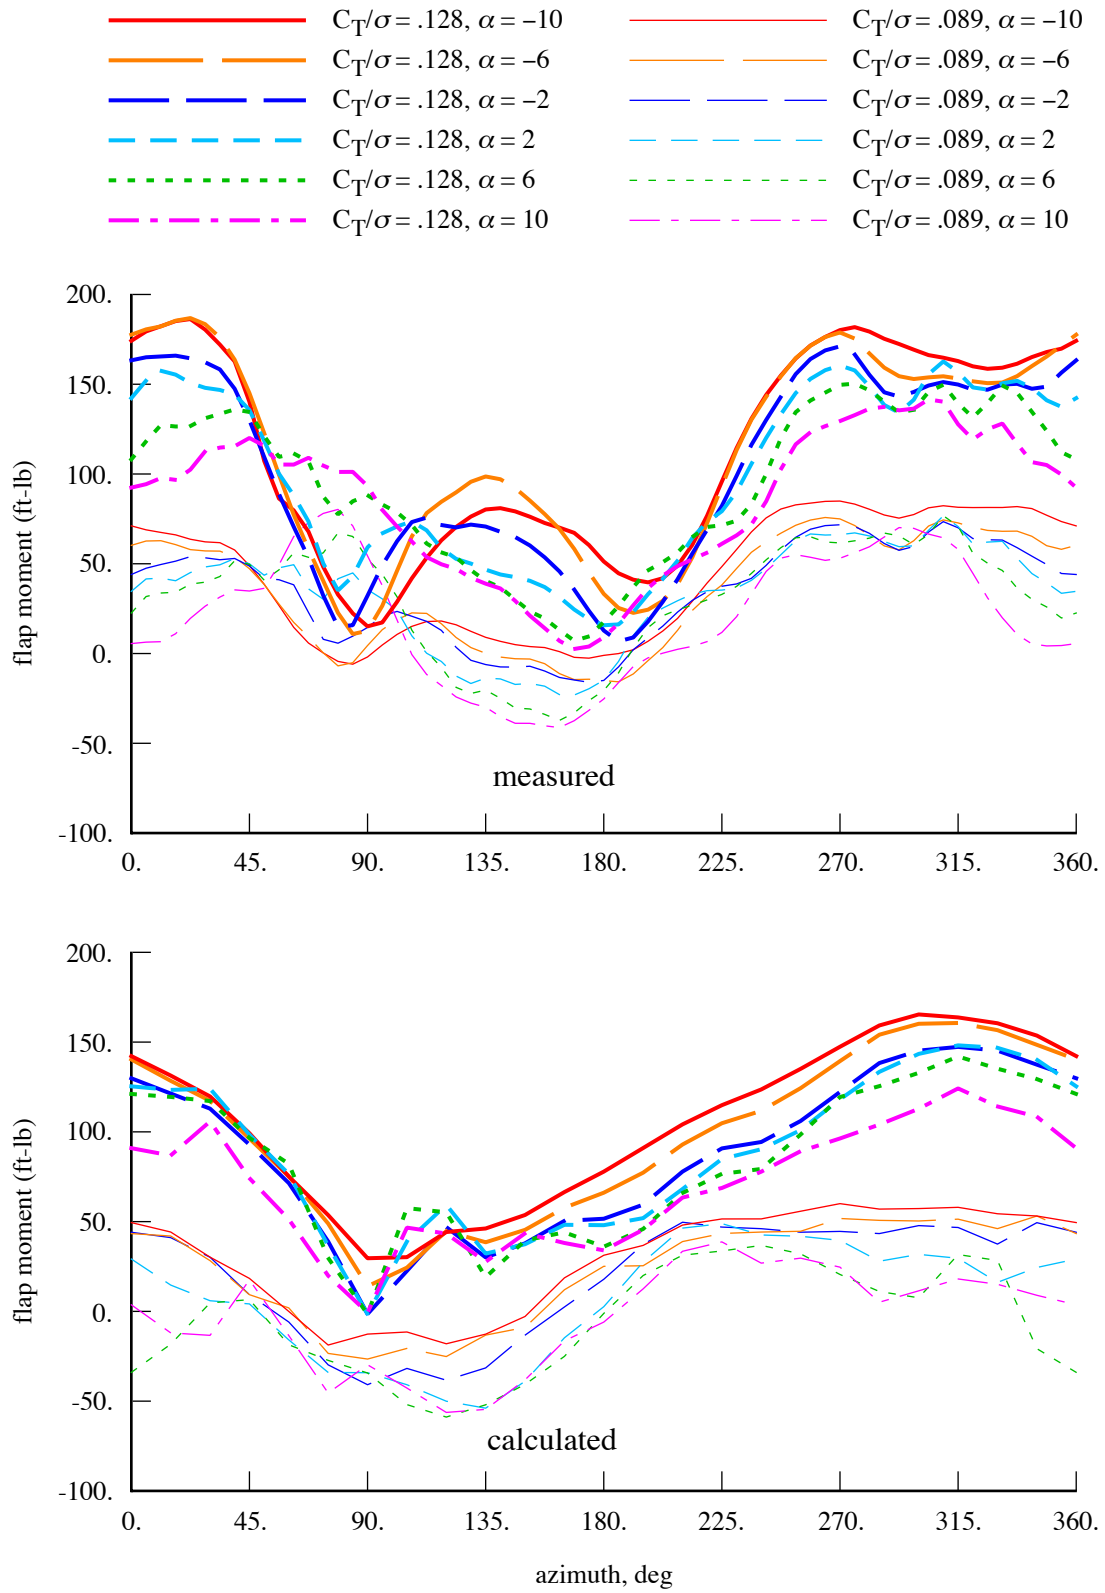 C_T/σ = .128, α = −10 C_T/σ = .089, α = −10
C_T/σ = .128, α = −6 C_T/σ = .089, α = −6
C_T/σ = .128, α = −2 C_T/σ = .089, α = −2
C_T/σ = .128, α = 2 C_T/σ = .089, α = 2
C_T/σ = .128, α = 6 C_T/σ = .089, α = 6
C_T/σ = .128, α = 10 C_T/σ = .089, α = 10
200.
150.
100.
50.
0.
-50.
-100.
flap moment (ft-lb)
measured
0. 45. 90. 135. 180. 225. 270. 315. 360.
200.
150.
100.
50.
0.
-50.
-100.
flap moment (ft-lb)
calculated
0. 45. 90. 135. 180. 225. 270. 315. 360.
azimuth, deg